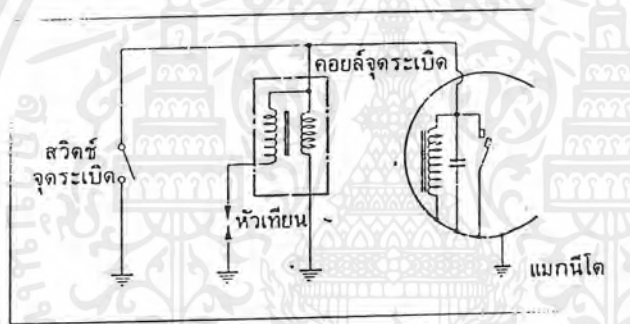 คอยล์จุดระเบิด
สวิตช์
จุดระเบิด
หัวเทียน
แมกนีโต